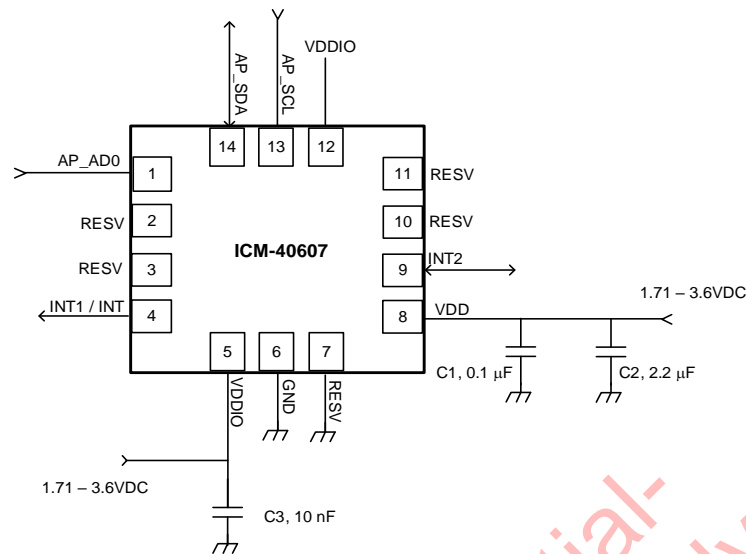 AP_SDA
AP_SCL
VDDIO
AP_AD0
14
13
12
1
11
RESV
RESV
2
10
RESV
ICM-40607
RESV
3
9
INT2
INT1 / INT
4
8
VDD
1.71 – 3.6VDC
5
6
7
VDDIO
GND
RESV
C1, 0.1 μF
C2, 2.2 μF
1.71 – 3.6VDC
C3, 10 nF
ial-